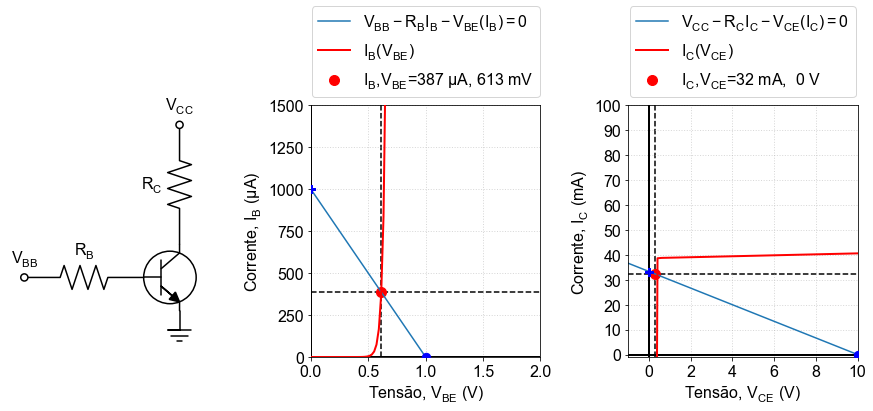 V_CC
R_C
V_BB
R_B
V_BB − R_B I_B − V_BE(I_B) = 0
I_B(V_BE)
I_B,V_BE=387 µA, 613 mV
1500
1250
1000
750
500
250
0
Corrente, I_B (µA)
0.0 0.5 1.0 1.5 2.0
Tensão, V_BE (V)
V_CC − R_C I_C − V_CE(I_C) = 0
I_C(V_CE)
I_C,V_CE=32 mA,  0 V
100
90
80
70
60
50
40
30
20
10
0
Corrente, I_C (mA)
0 2 4 6 8 10
Tensão, V_CE (V)